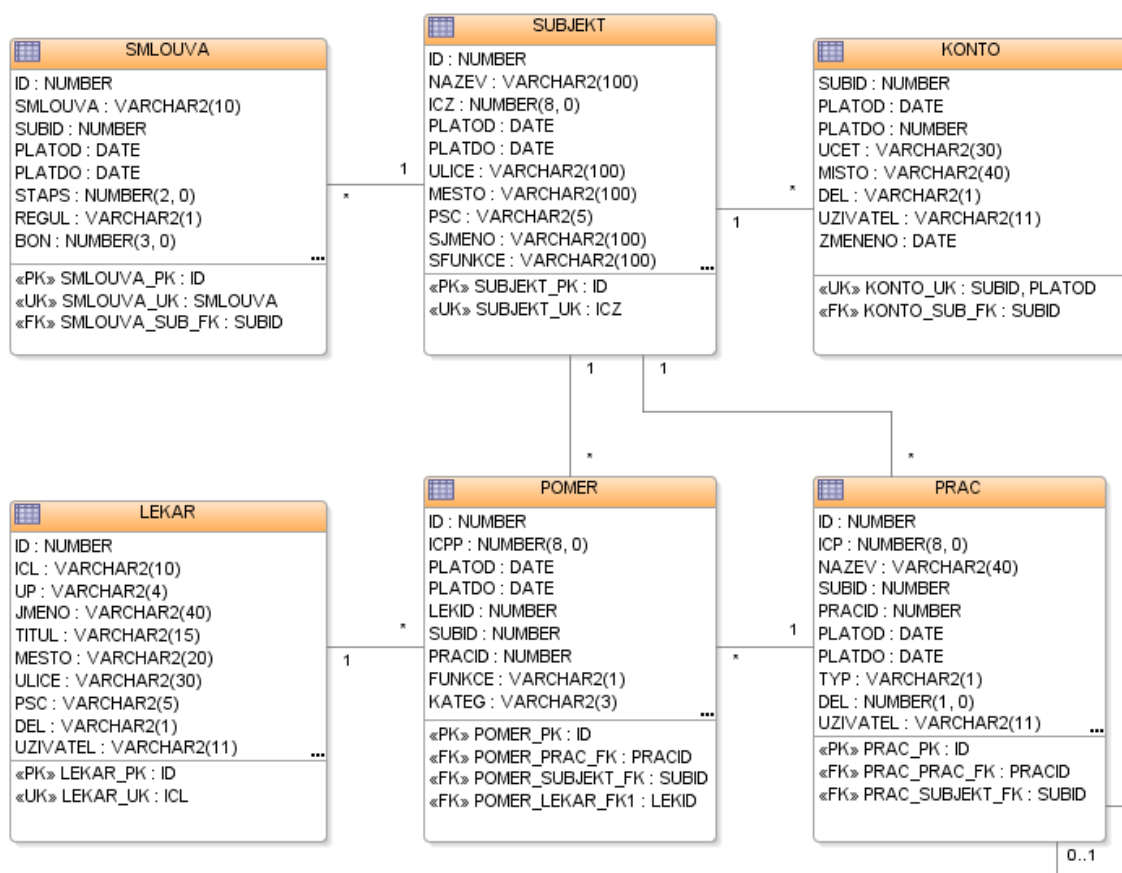 SMLOUVA
ID : NUMBER
SMLOUVA : VARCHAR2(10)
SUBID : NUMBER
PLATOD : DATE
PLATDO : DATE
STAPS : NUMBER(2, 0)
REGUL : VARCHAR2(1)
BON : NUMBER(3, 0)
...
«PK» SMLOUVA_PK : ID
«UK» SMLOUVA_UK : SMLOUVA
«FK» SMLOUVA_SUB_FK : SUBID
1
*
SUBJEKT
ID : NUMBER
NAZEV : VARCHAR2(100)
ICZ : NUMBER(8, 0)
PLATOD : DATE
PLATDO : DATE
ULICE : VARCHAR2(100)
MESTO : VARCHAR2(100)
PSC : VARCHAR2(5)
SJMENO : VARCHAR2(100)
SFUNKCE : VARCHAR2(100)
...
«PK» SUBJEKT_PK : ID
«UK» SUBJEKT_UK : ICZ
*
1
KONTO
SUBID : NUMBER
PLATOD : DATE
PLATDO : NUMBER
UCET : VARCHAR2(30)
MISTO : VARCHAR2(40)
DEL : VARCHAR2(1)
UZIVATEL : VARCHAR2(11)
ZMENENO : DATE
«UK» KONTO_UK : SUBID, PLATOD
«FK» KONTO_SUB_FK : SUBID
1
1
*
*
LEKAR
ID : NUMBER
ICL : VARCHAR2(10)
UP : VARCHAR2(4)
JMENO : VARCHAR2(40)
TITUL : VARCHAR2(15)
MESTO : VARCHAR2(20)
ULICE : VARCHAR2(30)
PSC : VARCHAR2(5)
DEL : VARCHAR2(1)
UZIVATEL : VARCHAR2(11)
...
«PK» LEKAR_PK : ID
«UK» LEKAR_UK : ICL
*
1
POMER
ID : NUMBER
ICPP : NUMBER(8, 0)
PLATOD : DATE
PLATDO : DATE
LEKID : NUMBER
SUBID : NUMBER
PRACID : NUMBER
FUNKCE : VARCHAR2(1)
KATEG : VARCHAR2(3)
...
«PK» POMER_PK : ID
«FK» POMER_PRAC_FK : PRACID
«FK» POMER_SUBJEKT_FK : SUBID
«FK» POMER_LEKAR_FK1 : LEKID
1
*
PRAC
ID : NUMBER
ICP : NUMBER(8, 0)
NAZEV : VARCHAR2(40)
SUBID : NUMBER
PRACID : NUMBER
PLATOD : DATE
PLATDO : DATE
TYP : VARCHAR2(1)
DEL : NUMBER(1, 0)
UZIVATEL : VARCHAR2(11)
...
«PK» PRAC_PK : ID
«FK» PRAC_PRAC_FK : PRACID
«FK» PRAC_SUBJEKT_FK : SUBID
0..1